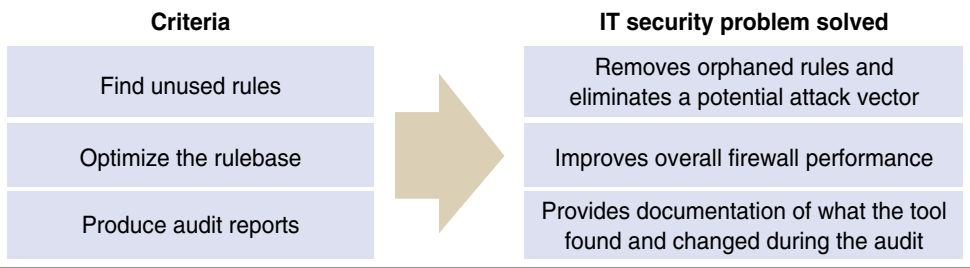 Criteria
IT security problem solved
Find unused rules
Removes orphaned rules and
eliminates a potential attack vector
Optimize the rulebase
Improves overall firewall performance
Produce audit reports
Provides documentation of what the tool
found and changed during the audit